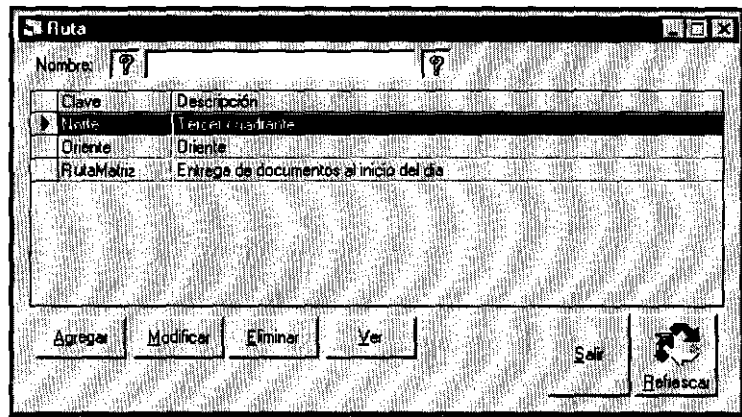 Ruta
Nombre: ? ?
Clave Descripción
Norte Tercer cuadrante
Oriente Oriente
RutaMatriz Entrega de documentos al inicio del dia
Agregar Modificar Eliminar Ver Salir Refrescar